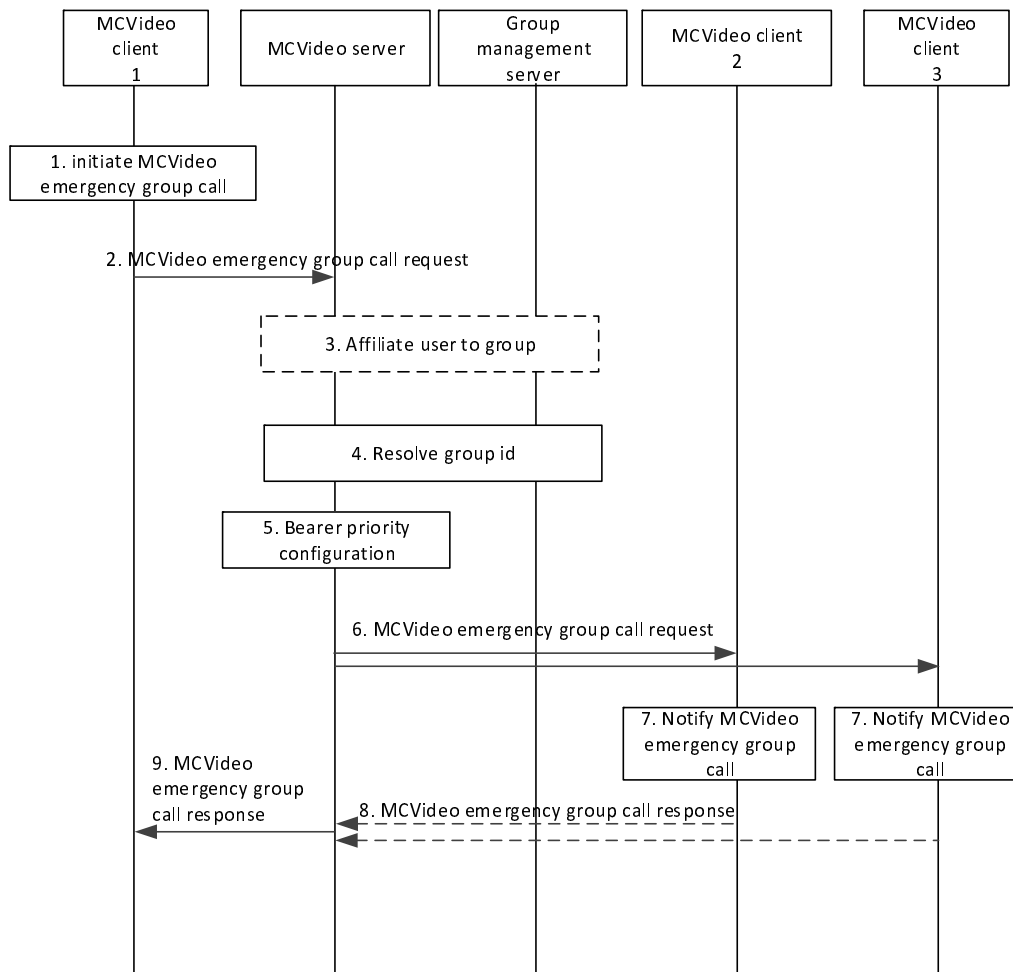 MCVideo
client
1
MCVideo server
Group
management
server
MCVideo client
2
MCVideo
client
3
1. initiate MCVideo
emergency group call
2. MCVideo emergency group call request
3. Affiliate user to group
4. Resolve group id
5. Bearer priority
configuration
6. MCVideo emergency group call request
7. Notify MCVideo
emergency group
call
7. Notify MCVideo
emergency group
call
9. MCVideo
emergency group
call response
8. MCVideo emergency group call response